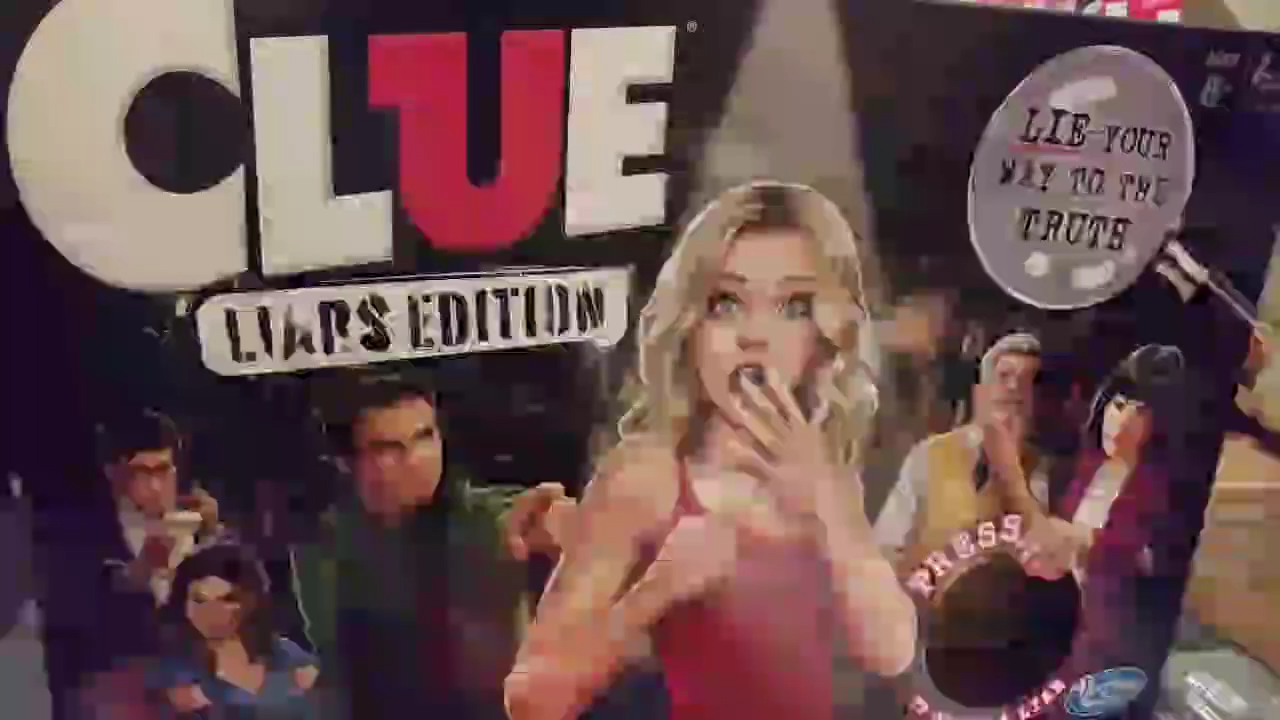 CLUE®
LIARS EDITION
LIE YOUR
WAY TO THE
TRUTH
PRESS